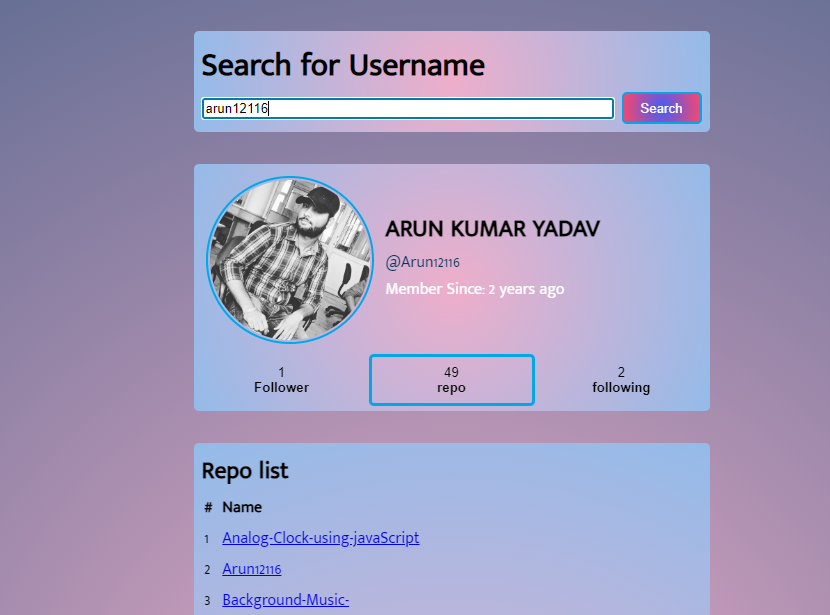 Search for Username
arun12116
Search
ARUN KUMAR YADAV
@Arun12116
Member Since: 2 years ago
1
Follower
49
repo
2
following
Repo list
# Name
1 Analog-Clock-using-javaScript
2 Arun12116
3 Background-Music-